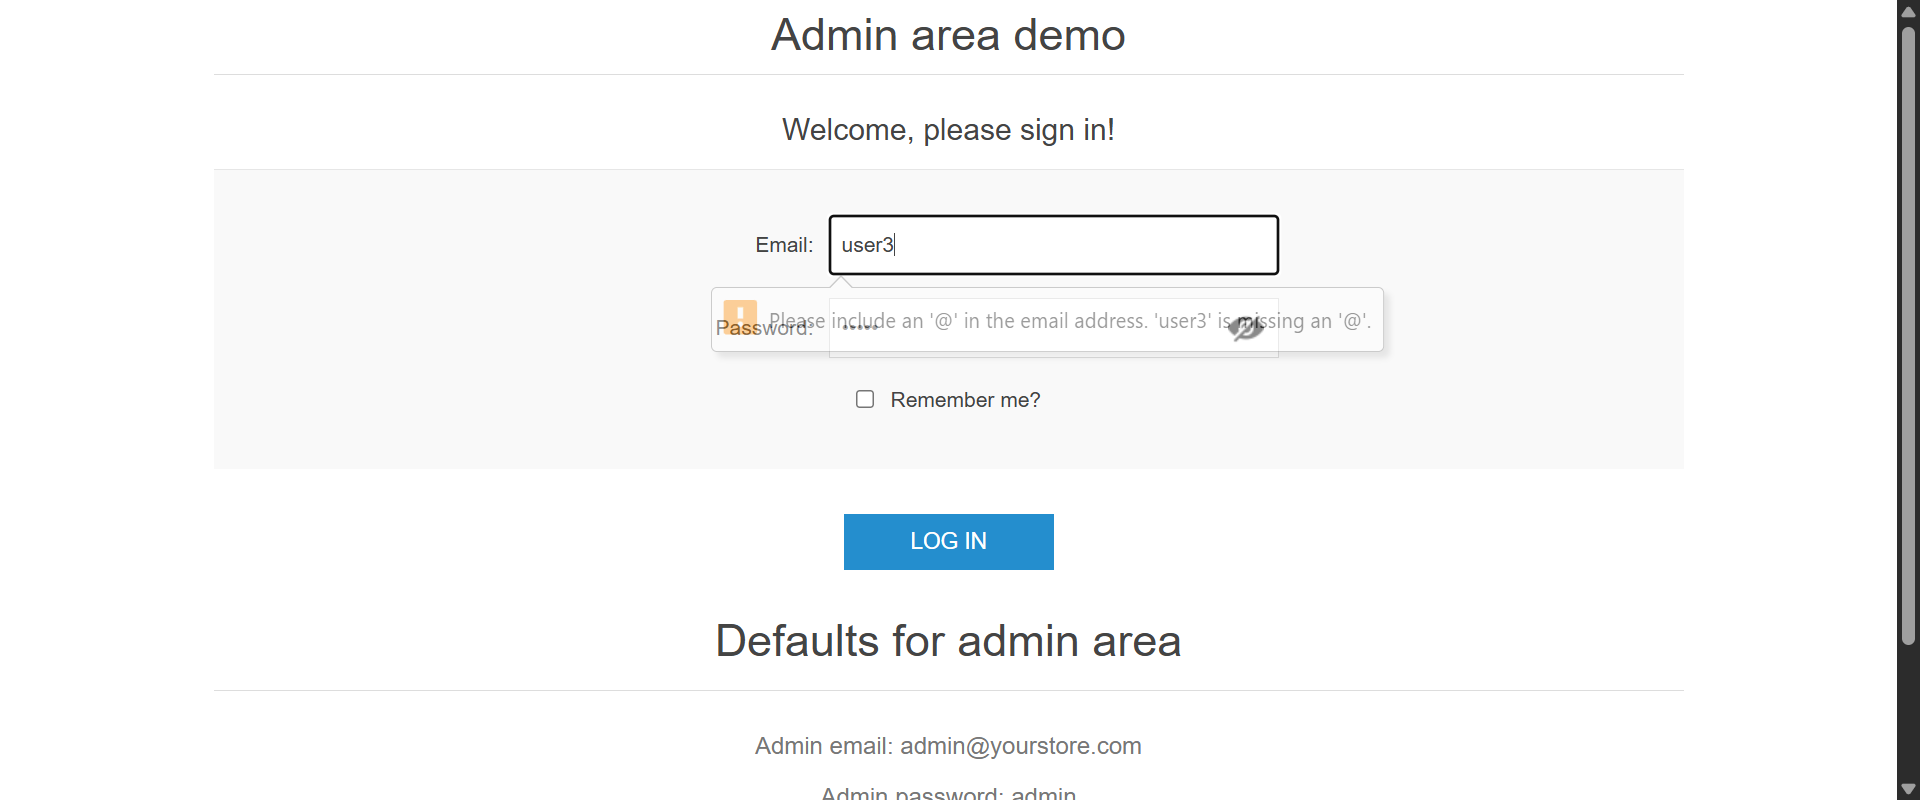 Admin area demo
Welcome, please sign in!
Email: user3
Please include an '@' in the email address. 'user3' is missing an '@'.
Password: •••••
Remember me?
LOG IN
Defaults for admin area
Admin email: admin@yourstore.com
Admin password: admin